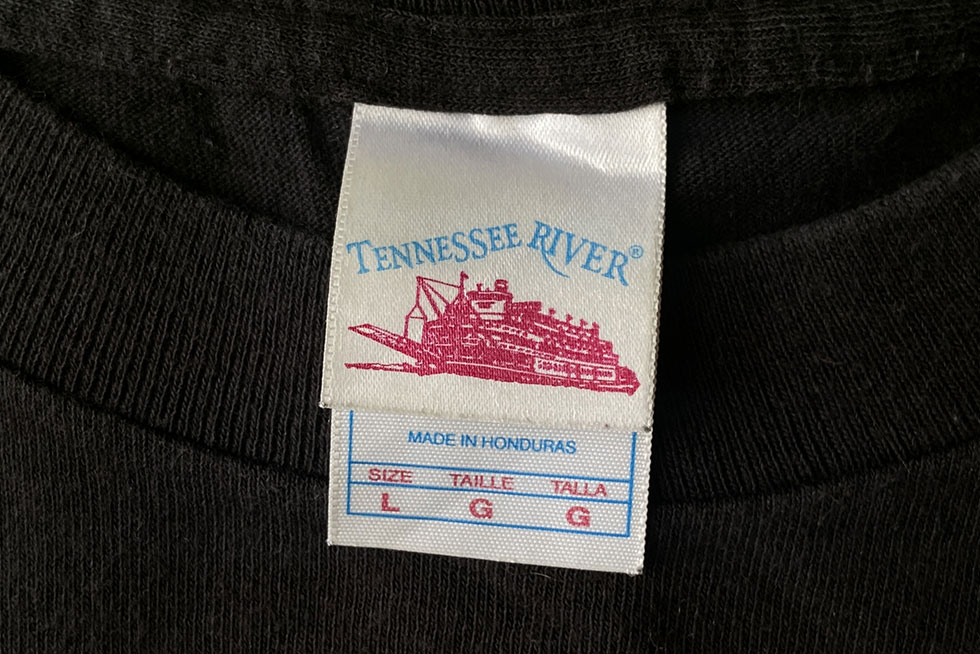 TENNESSEE RIVER®
MADE IN HONDURAS
SIZE TAILLE TALLA
L G G